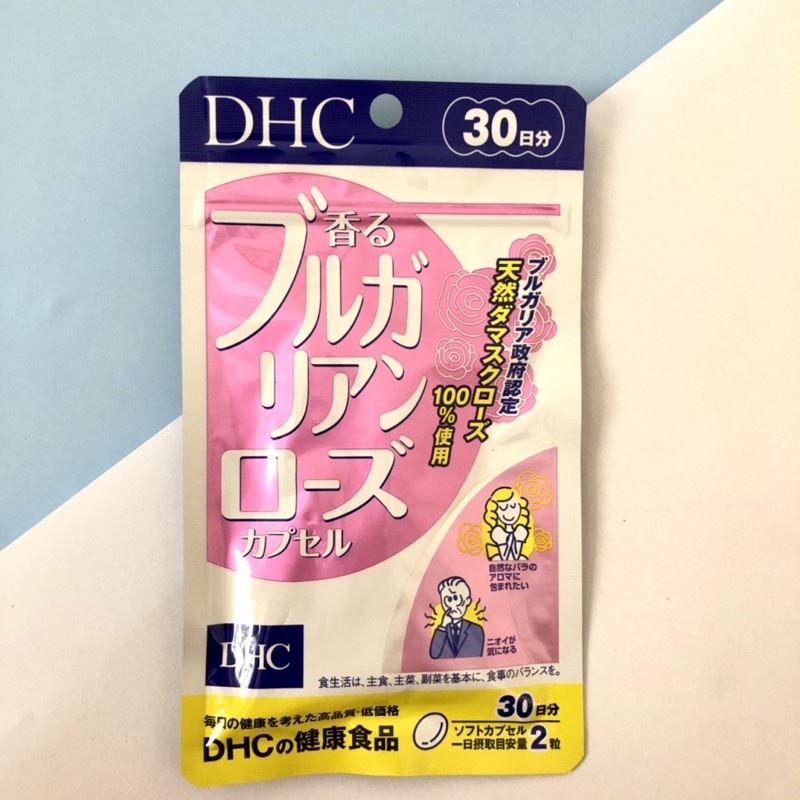 DHC
30日分
香る
ブルガリアンローズ
カプセル
ブルガリア政府認定
天然ダマスクローズ
100%使用
自然なバラの
アロマに
包まれたい
ニオイが
気になる
DHC
食生活は、主食、主菜、副菜を基本に、食事のバランスを。
毎日の健康を考えた高品質・低価格
DHCの健康食品
30日分
ソフトカプセル
一日摂取目安量2粒